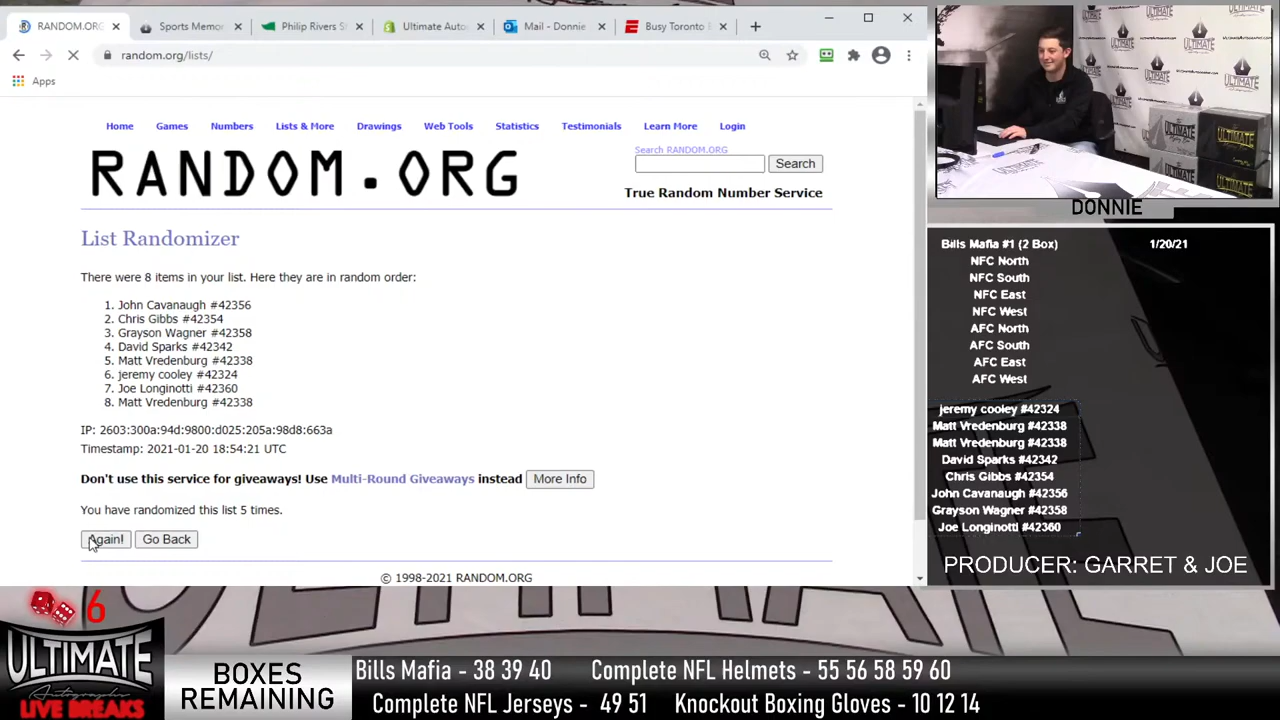 RANDOM.ORG
Sports Memor
Philip Rivers S
Ultimate Auto
Mail - Donnie
Busy Toronto
random.org/lists/
Apps
Home Games Numbers Lists & More Drawings Web Tools Statistics Testimonials Learn More Login
RANDOM.ORG
Search RANDOM.ORG
Search
True Random Number Service
List Randomizer
There were 8 items in your list. Here they are in random order:
1. John Cavanaugh #42356
2. Chris Gibbs #42354
3. Grayson Wagner #42358
4. David Sparks #42342
5. Matt Vredenburg #42338
6. jeremy cooley #42324
7. Joe Longinotti #42360
8. Matt Vredenburg #42338
IP: 2603:300a:94d:9800:d025:205a:98d8:663a
Timestamp: 2021-01-20 18:54:21 UTC
Don't use this service for giveaways! Use Multi-Round Giveaways instead More Info
You have randomized this list 5 times.
Again! Go Back
© 1998-2021 RANDOM.ORG
ULTIMATE
ULTIMATE
ULTIMATE
DONNIE
Bills Mafia #1 (2 Box) 1/20/21
NFC North
NFC South
NFC East
NFC West
AFC North
AFC South
AFC East
AFC West
jeremy cooley #42324
Matt Vredenburg #42338
Matt Vredenburg #42338
David Sparks #42342
Chris Gibbs #42354
John Cavanaugh #42356
Grayson Wagner #42358
Joe Longinotti #42360
PRODUCER: GARRET & JOE
6
ULTIMATE
Autographs
LIVE BREAKS
BOXES
REMAINING
Bills Mafia - 38 39 40 Complete NFL Helmets - 55 56 58 59 60
Complete NFL Jerseys - 49 51 Knockout Boxing Gloves - 10 12 14